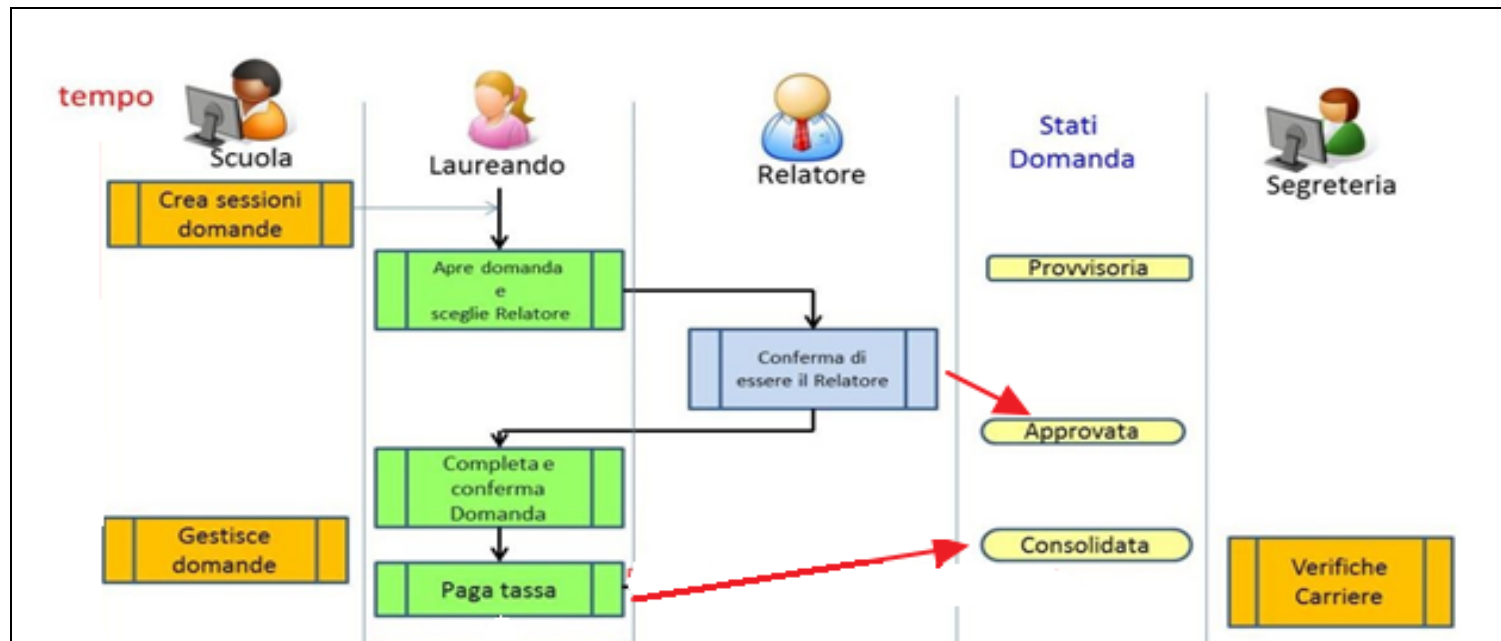 tempo
Scuola
Laureando
Relatore
Stati
Domanda
Segreteria
Crea sessioni
domande
Apre domanda
e
sceglie Relatore
Provvisoria
Conferma di
essere il Relatore
Approvata
Completa e
conferma
Domanda
Gestisce
domande
Consolidata
Verifiche
Carriere
Paga tassa